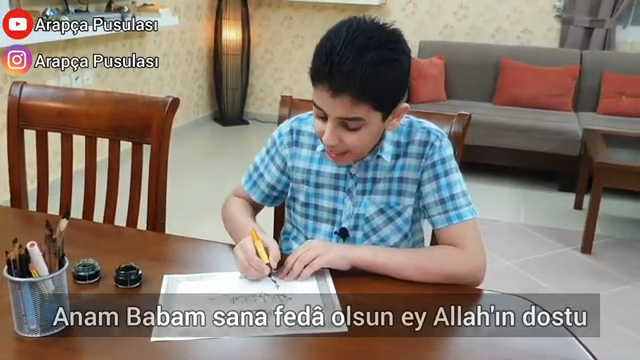 Arapça Pusulası
Arapça Pusulası
Anam Babam sana fedâ olsun ey Allah'ın dostu